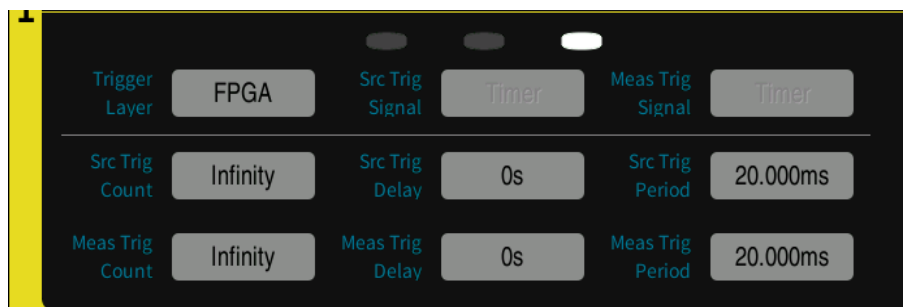 1
Trigger Layer FPGA Src Trig Signal Timer Meas Trig Signal Timer
Src Trig Count Infinity Src Trig Delay 0s Src Trig Period 20.000ms
Meas Trig Count Infinity Meas Trig Delay 0s Meas Trig Period 20.000ms